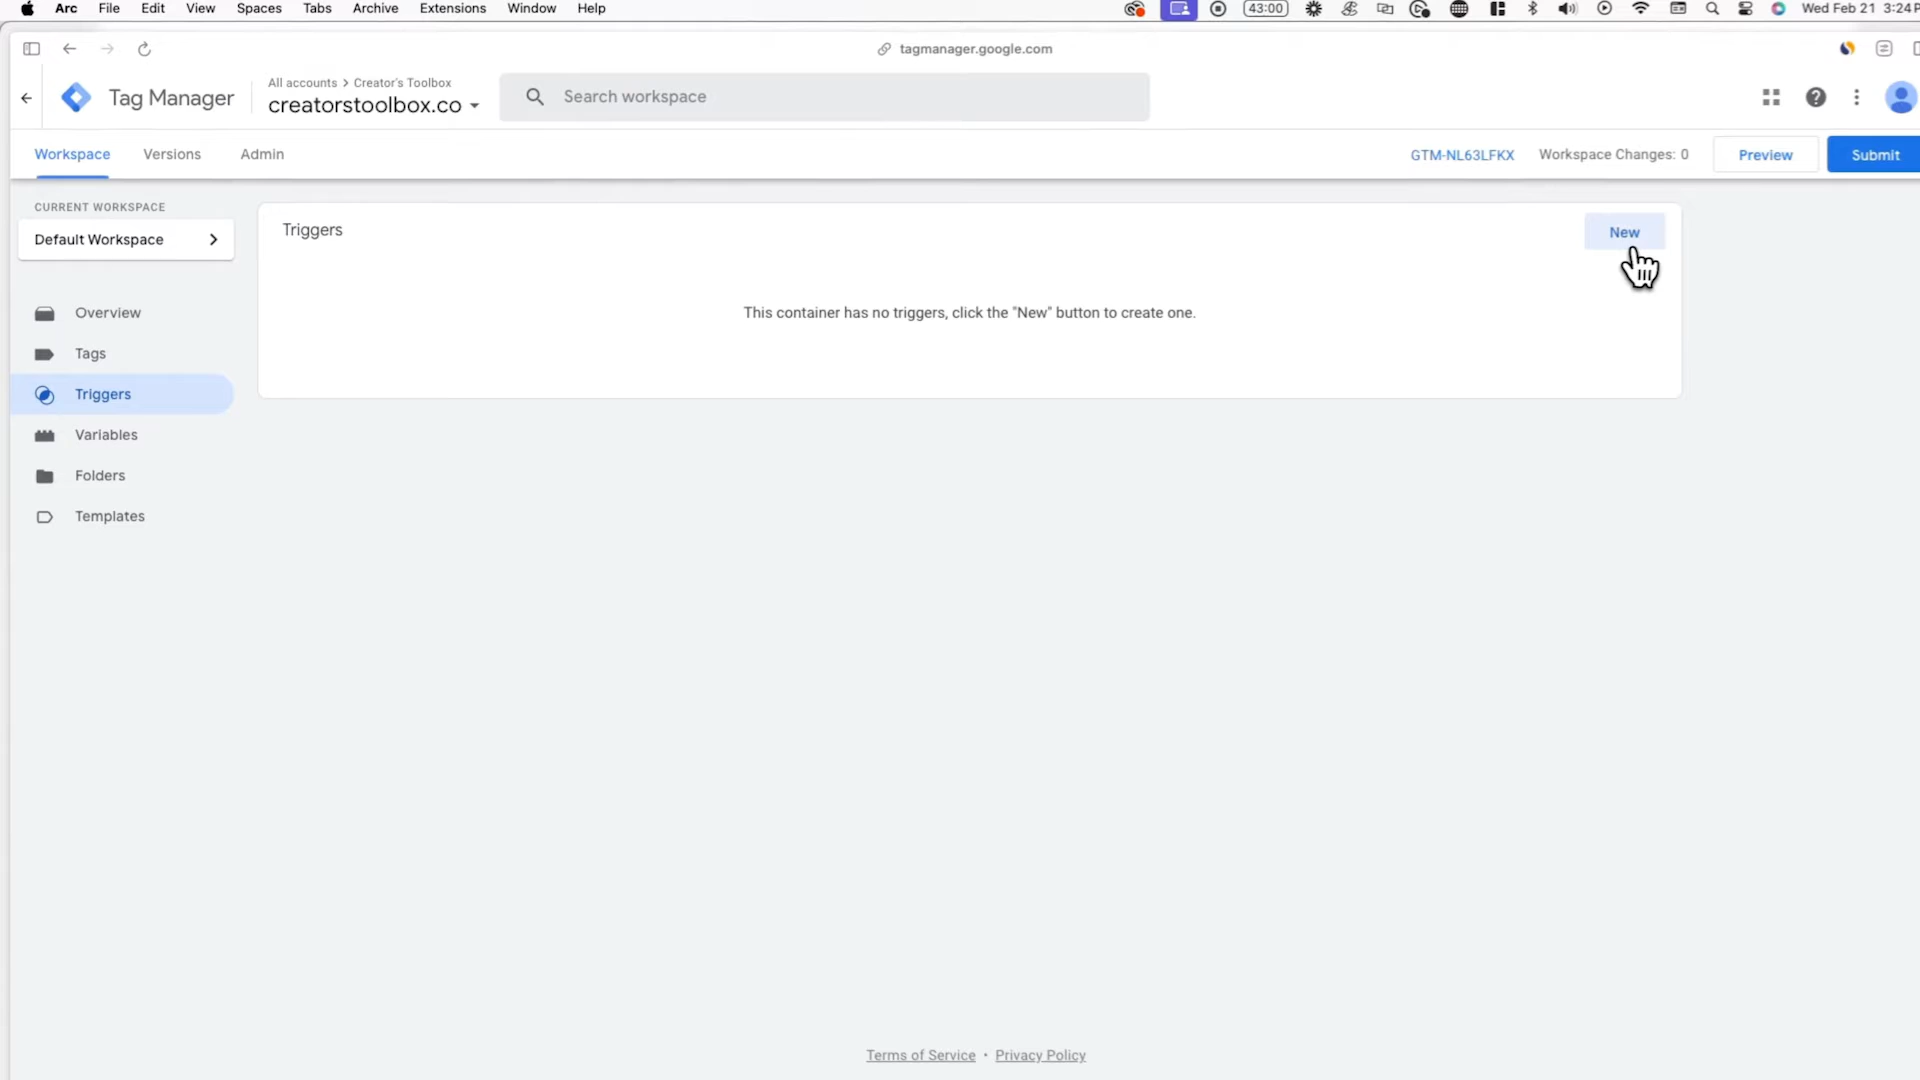 Arc File Edit View Spaces Tabs Archive Extensions Window Help 43:00 Wed Feb 21 3:24
tagmanager.google.com
Tag Manager
All accounts > Creator's Toolbox
creatorstoolbox.co
Search workspace
Workspace Versions Admin GTM-NL63LFKX Workspace Changes: 0 Preview Submit
CURRENT WORKSPACE
Default Workspace
Overview
Tags
Triggers
Variables
Folders
Templates
Triggers
New
This container has no triggers, click the "New" button to create one.
Terms of Service • Privacy Policy